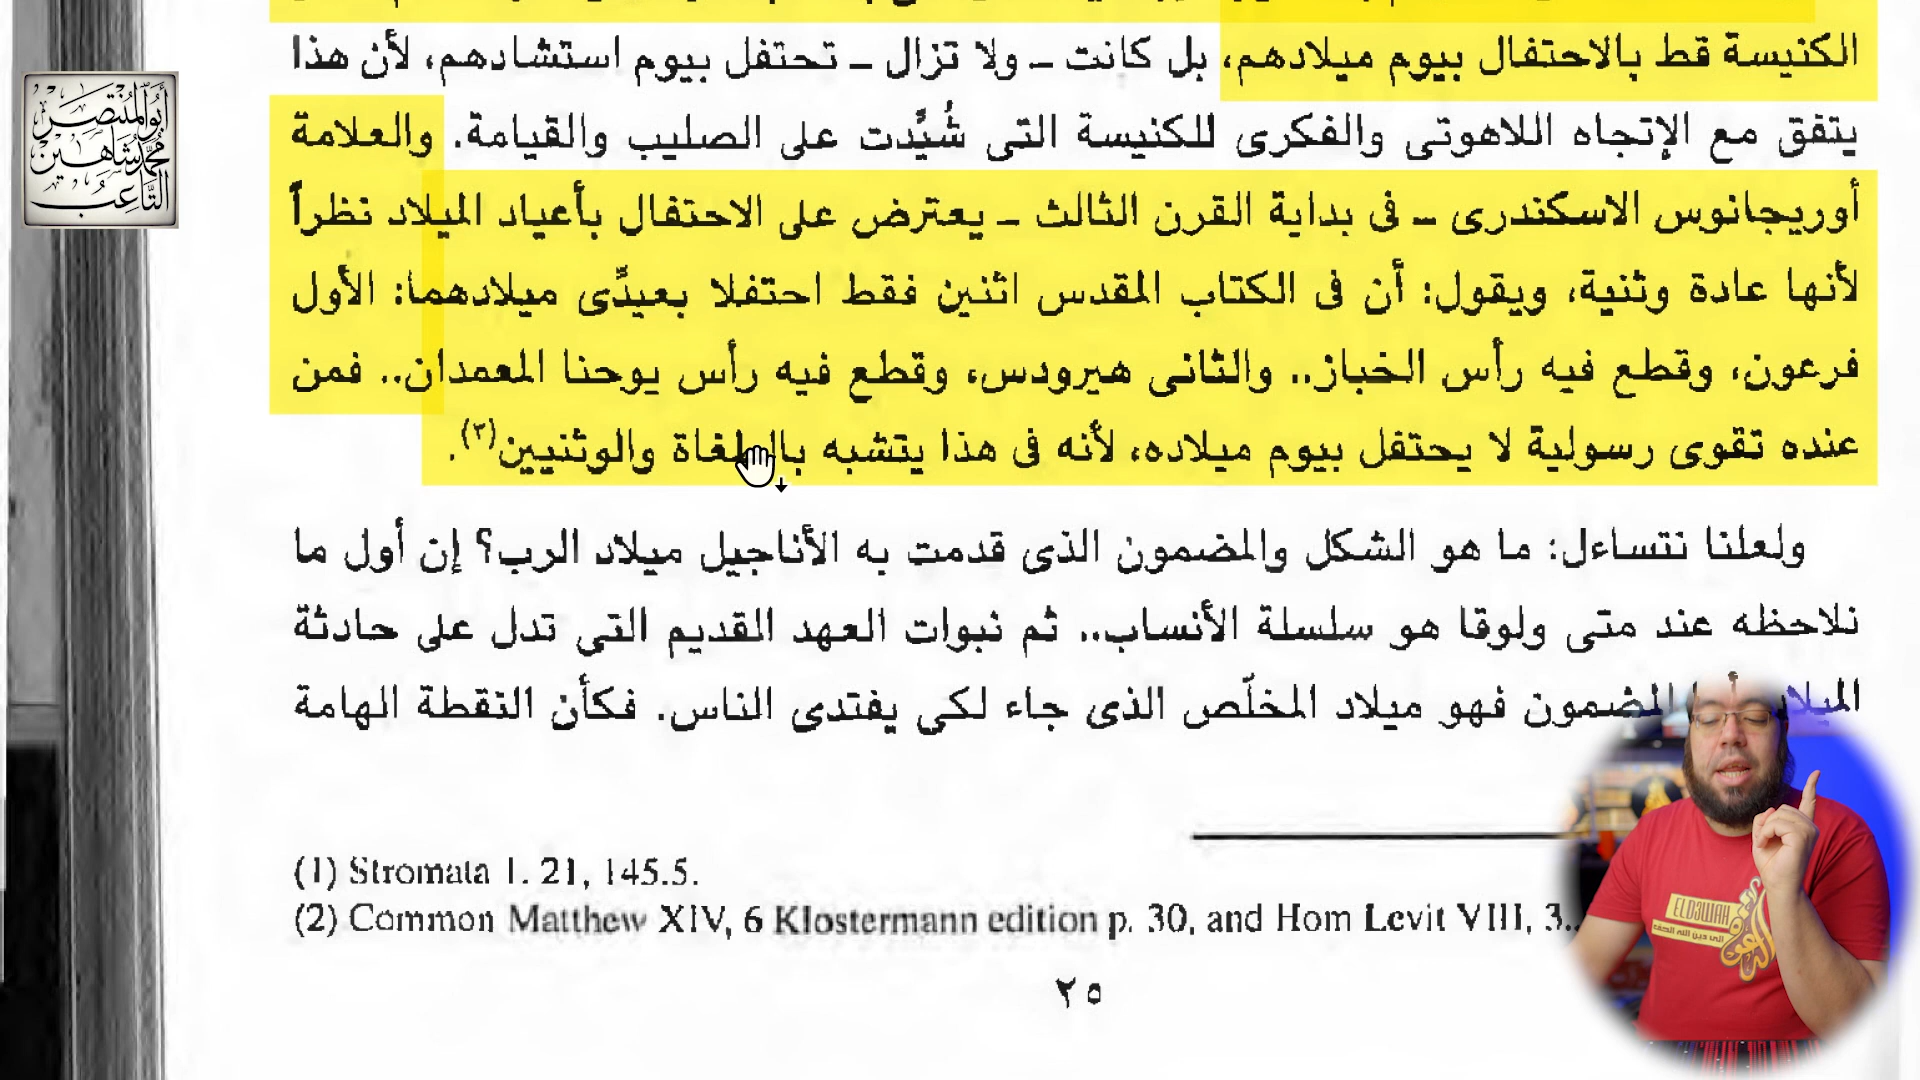 الكنيسة قط بالاحتفال بيوم ميلادهم، بل كانت ـ ولا تزال ـ تحتفل بيوم استشادهم، لأن هذا
يتفق مع الإتجاه اللاهوتى والفكرى للكنيسة التى شُيِّدت على الصليب والقيامة. والعلامة
أوريجانوس الاسكندرى ـ فى بداية القرن الثالث ـ يعترض على الاحتفال بأعياد الميلاد نظراً
لأنها عادة وثنية، ويقول: أن فى الكتاب المقدس اثنين فقط احتفلا بعيدِّى ميلادهما: الأول
فرعون، وقطع فيه رأس الخباز.. والثانى هيرودس، وقطع فيه رأس يوحنا المعمدان.. فمن
عنده تقوى رسولية لا يحتفل بيوم ميلاده، لأنه فى هذا يتشبه بالطغاة والوثنيين(٢).
ولعلنا نتساءل: ما هو الشكل والمضمون الذى قدمت به الأناجيل ميلاد الرب؟ إن أول ما
نلاحظه عند متى ولوقا هو سلسلة الأنساب.. ثم نبوات العهد القديم التى تدل على حادثة
الميلاد المضمون فهو ميلاد المخلّص الذى جاء لكى يفتدى الناس. فكأن النقطة الهامة
(1) Stromata 1. 21, 145.5.
(2) Common Matthew XIV, 6 Klostermann edition p. 30, and Hom Levit VIII, 3..
٢٥
أبو المنتصر
محمد شاهين
التاعب
ELD3WAH